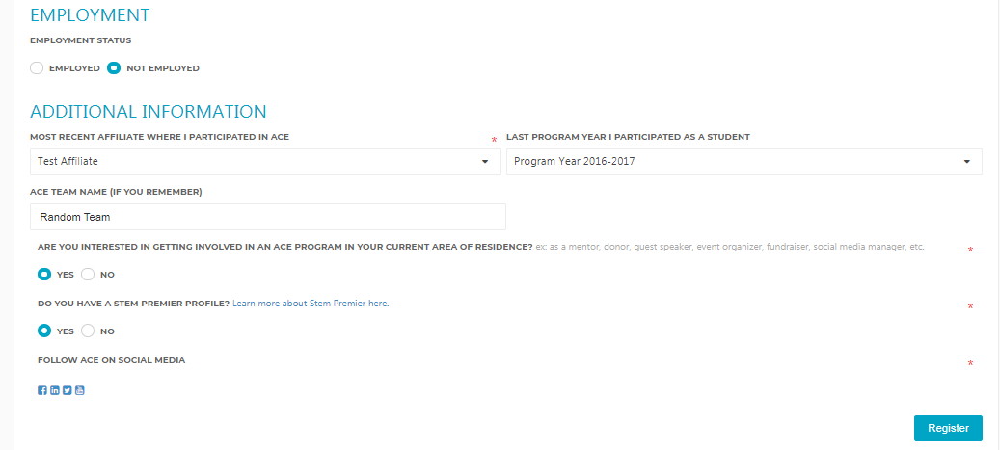 EMPLOYMENT
EMPLOYMENT STATUS
EMPLOYED NOT EMPLOYED
ADDITIONAL INFORMATION
MOST RECENT AFFILIATE WHERE I PARTICIPATED IN ACE * LAST PROGRAM YEAR I PARTICIPATED AS A STUDENT
Test Affiliate Program Year 2016-2017
ACE TEAM NAME (IF YOU REMEMBER)
Random Team
ARE YOU INTERESTED IN GETTING INVOLVED IN AN ACE PROGRAM IN YOUR CURRENT AREA OF RESIDENCE? ex: as a mentor, donor, guest speaker, event organizer, fundraiser, social media manager, etc. *
YES NO
DO YOU HAVE A STEM PREMIER PROFILE? Learn more about Stem Premier here. *
YES NO
FOLLOW ACE ON SOCIAL MEDIA *
Register